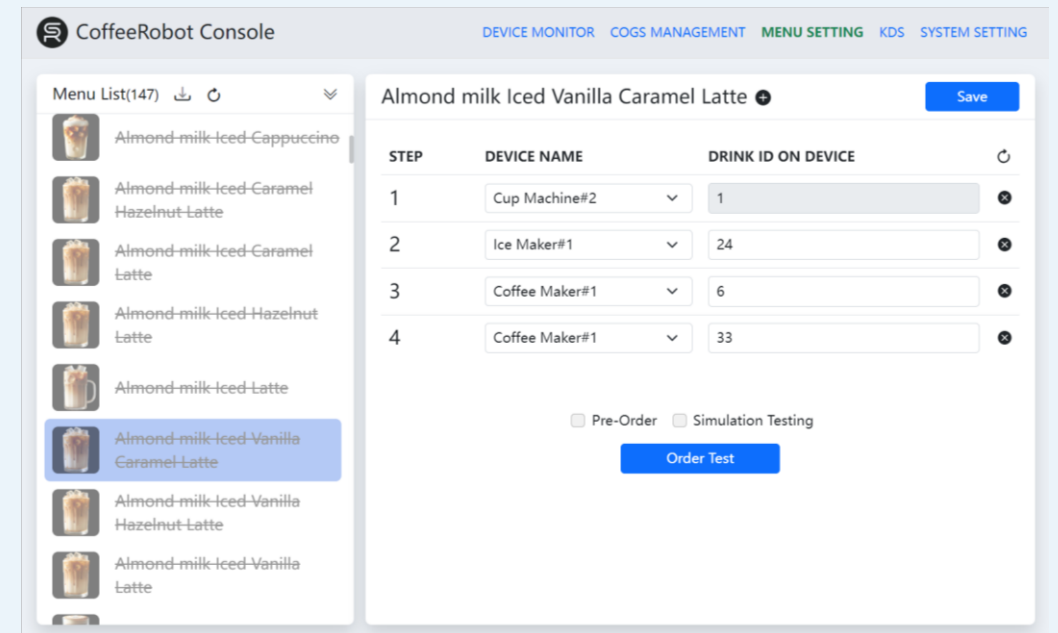 CoffeeRobot Console
DEVICE MONITOR COGS MANAGEMENT MENU SETTING KDS SYSTEM SETTING
Menu List(147)
Almond milk Iced Cappuccino
Almond milk Iced Caramel
Hazelnut Latte
Almond milk Iced Caramel
Latte
Almond milk Iced Hazelnut
Latte
Almond milk Iced Latte
Almond milk Iced Vanilla
Caramel Latte
Almond milk Iced Vanilla
Hazelnut Latte
Almond milk Iced Vanilla
Latte
Almond milk Iced Vanilla Caramel Latte
Save
STEP DEVICE NAME DRINK ID ON DEVICE
1 Cup Machine#2 1
2 Ice Maker#1 24
3 Coffee Maker#1 6
4 Coffee Maker#1 33
Pre-Order Simulation Testing
Order Test